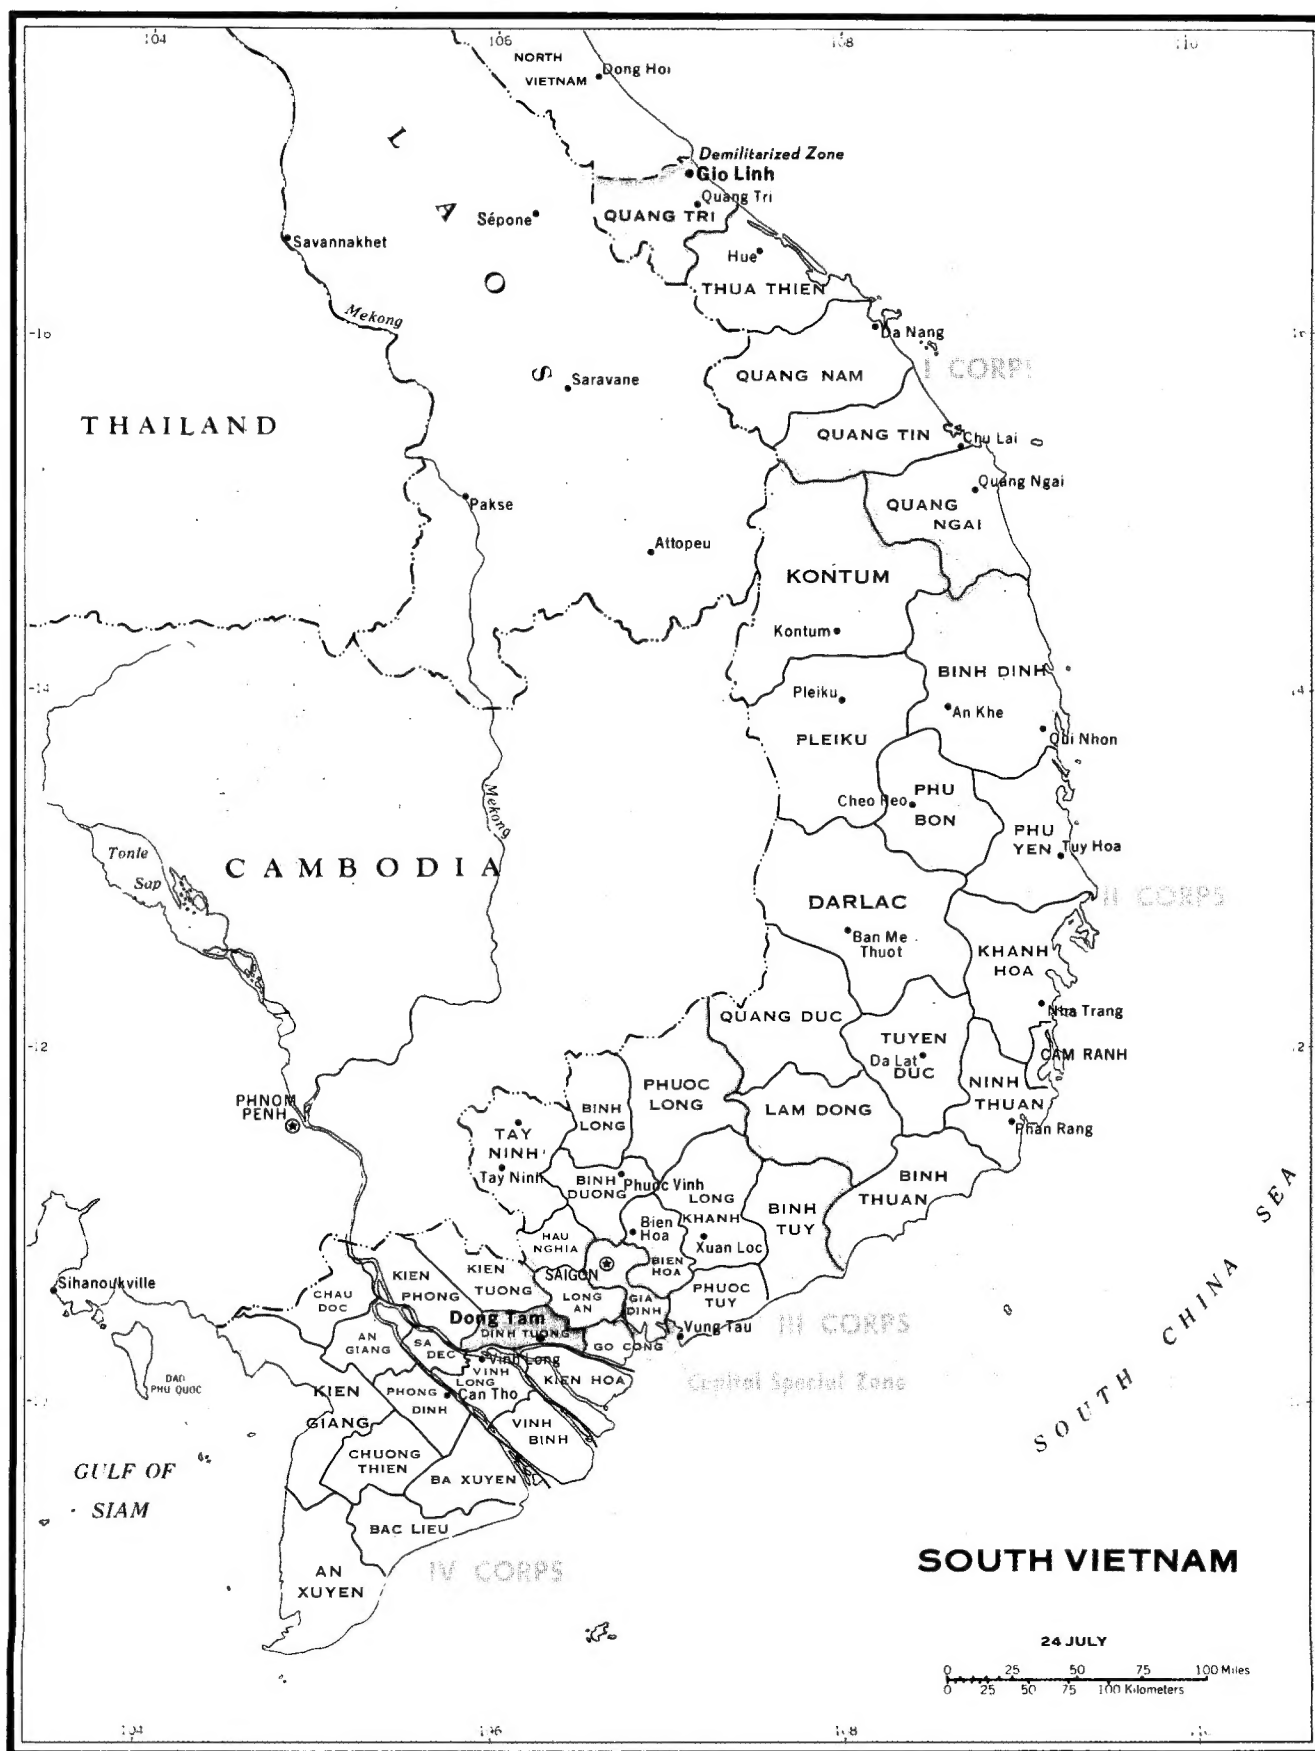 104
106
108
110
NORTH
VIETNAM
Dong Hoi
L A O S
Demilitarized Zone
Gio Linh
Quang Tri
QUANG TRI
Sépone
Savannakhet
Hue
THUA THIEN
Mekong
16
16
Da Nang
I CORPS
QUANG NAM
Saravane
THAILAND
QUANG TIN
Chu Lai
Quang Ngai
QUANG
NGAI
Pakse
Attopeu
KONTUM
Kontum
BINH DINH
14
14
Pleiku
An Khe
PLEIKU
Qui Nhon
Mekong
Cheo Reo
PHU
BON
PHU
YEN
Tuy Hoa
Tonle
Sap
CAMBODIA
DARLAC
II CORPS
Ban Me
Thuot
KHANH
HOA
Nha Trang
QUANG DUC
12
TUYEN
DUC
Da Lat
CAM RANH
NINH
THUAN
Phan Rang
PHUOC
LONG
LAM DONG
BINH
LONG
PHNOM
PENH
TAY
NINH
Tay Ninh
BINH
DUONG
Phuoc Vinh
LONG
KHANH
BINH
THUAN
BINH
TUY
Bien
Hoa
Xuan Loc
HAU
NGHIA
SAIGON
BIEN
HOA
SOUTH CHINA SEA
Sihanoukville
KIEN
PHONG
KIEN
TUONG
CHAU
DOC
LONG
AN
GIA
DINH
PHUOC
TUY
Vung Tau
III CORPS
Dong Tam
DINH TUONG
GO CONG
AN
GIANG
SA
DEC
Vinh Long
VINH
LONG
KIEN HOA
Capital Special Zone
DAO
PHU QUOC
KIEN
GIANG
PHONG
DINH
Can Tho
VINH
BINH
CHUONG
THIEN
BA XUYEN
GULF OF
SIAM
BAC LIEU
AN
XUYEN
IV CORPS
SOUTH VIETNAM
24 JULY
0 25 50 75 100 Miles
0 25 50 75 100 Kilometers
104
106
108